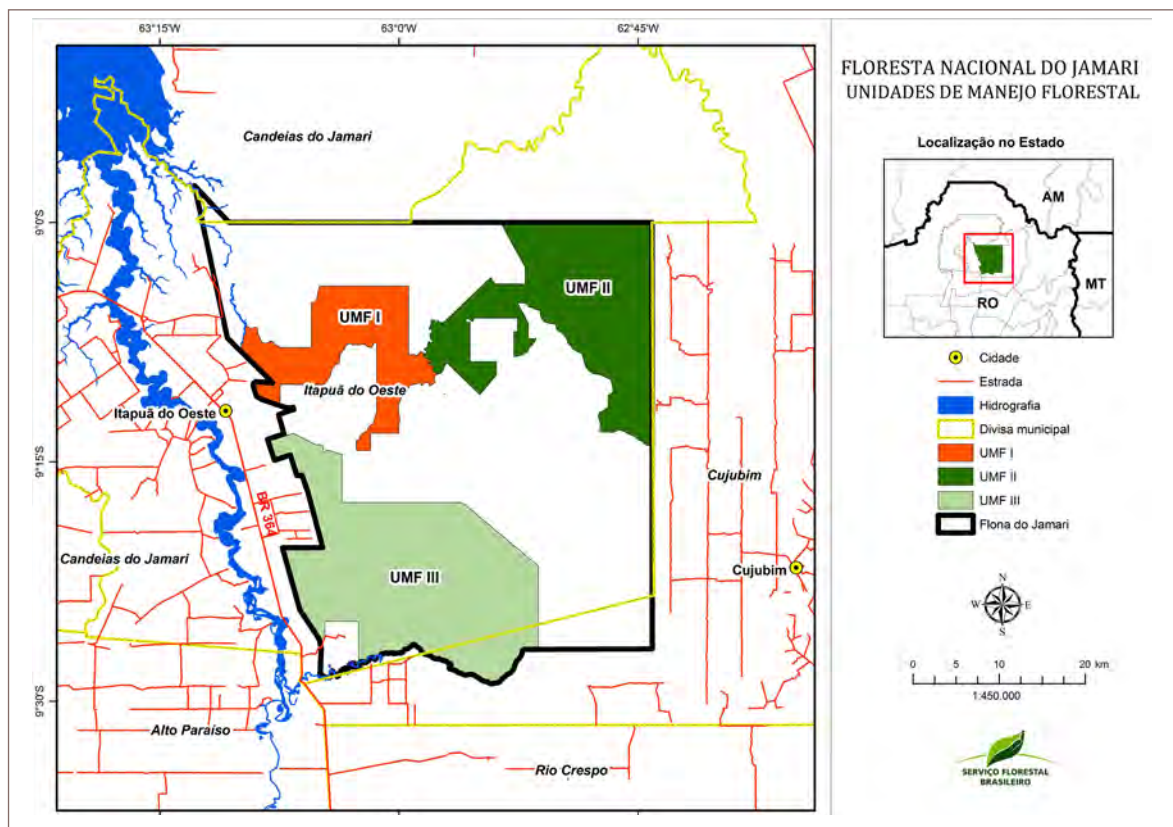 63°15'W
63°0'W
62°45'W
FLORESTA NACIONAL DO JAMARI
UNIDADES DE MANEJO FLORESTAL
Localização no Estado
AM
MT
RO
Candeias do Jamari
9°0'S
UMF II
UMF I
Itapuã do Oeste
Itapuã do Oeste
9°15'S
Cujubim
BR 364
Candeias do Jamari
Cujubim
UMF III
9°30'S
Alto Paraíso
Rio Crespo
Cidade
Estrada
Hidrografia
Divisa municipal
UMF I
UMF II
UMF III
Flona do Jamari
N
W
E
S
0 5 10 20 km
1:450.000
SERVIÇO FLORESTAL
BRASILEIRO